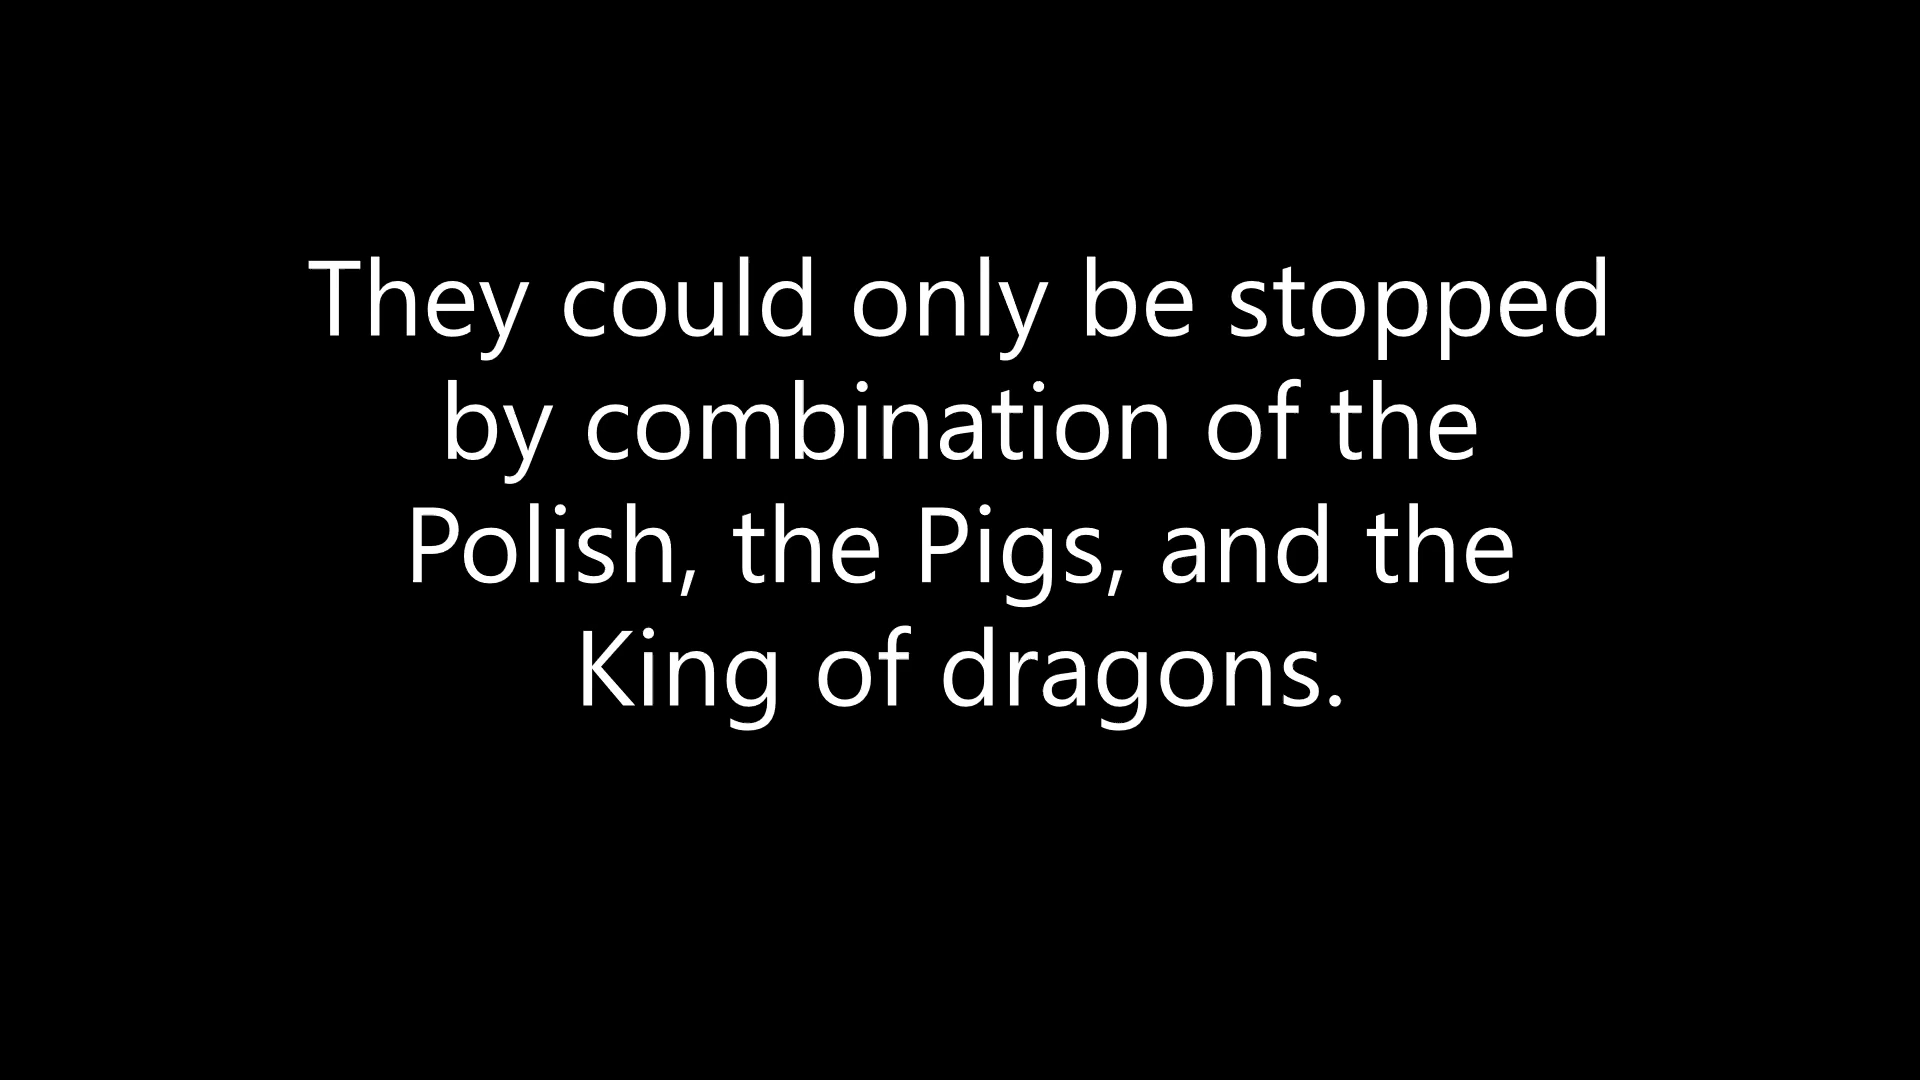 They could only be stopped
by combination of the
Polish, the Pigs, and the
King of dragons.